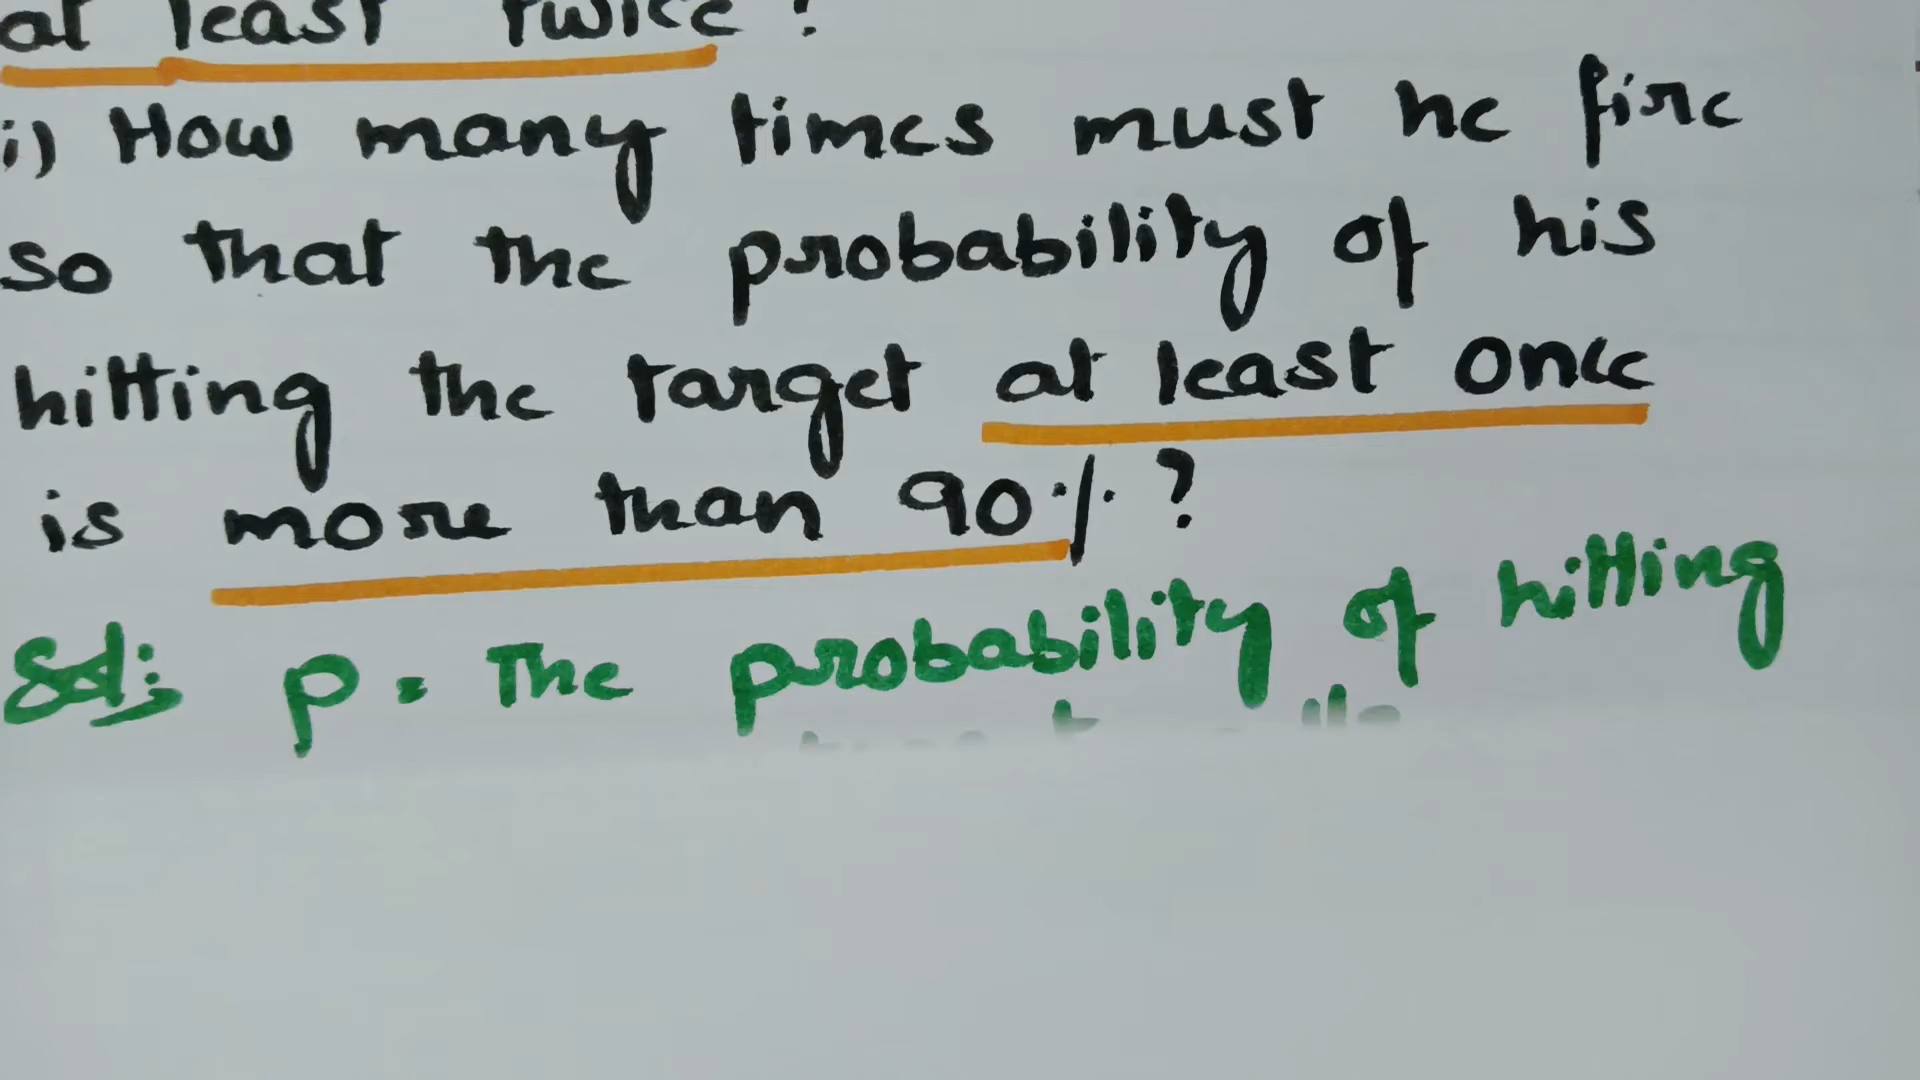 at least twice?
i) How many times must he fire
so that the probability of his
hitting the target at least once
is more than 90%?
Sol: p = The probability of hitting